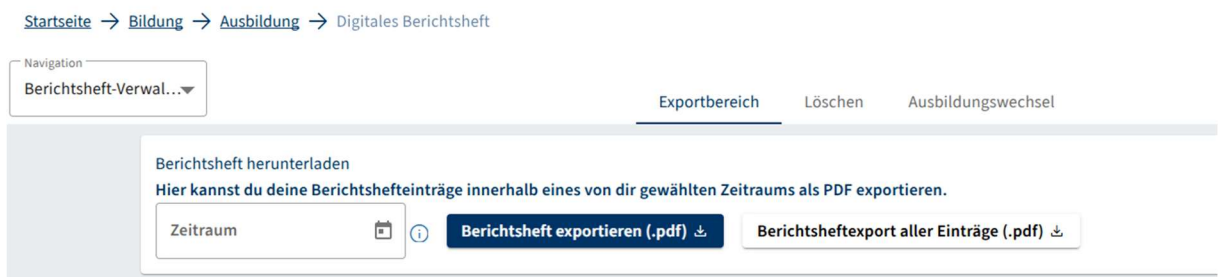 Startseite → Bildung → Ausbildung → Digitales Berichtsheft
Navigation
Berichtsheft-Verwal...
Exportbereich Löschen Ausbildungswechsel
Berichtsheft herunterladen
Hier kannst du deine Berichtshefteinträge innerhalb eines von dir gewählten Zeitraums als PDF exportieren.
Zeitraum Berichtsheft exportieren (.pdf) Berichtsheftexport aller Einträge (.pdf)